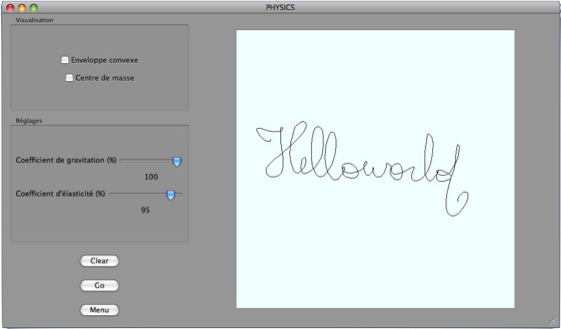 PHYSICS
Visualisation
Enveloppe convexe
Centre de masse
Réglages
Coefficient de gravitation (%)
100
Coefficient d'élasticité (%)
95
Clear
Go
Menu
Helloworld